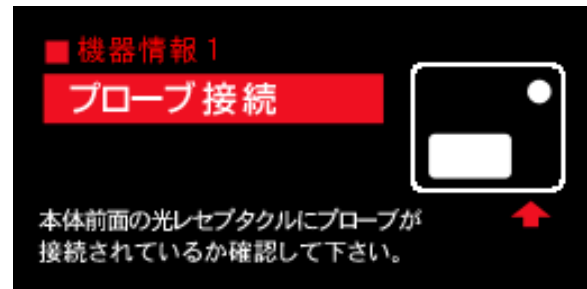 ■ 機器情報 1
プローブ接続
本体前面の光レセプタクルにプローブが
接続されているか確認して下さい。